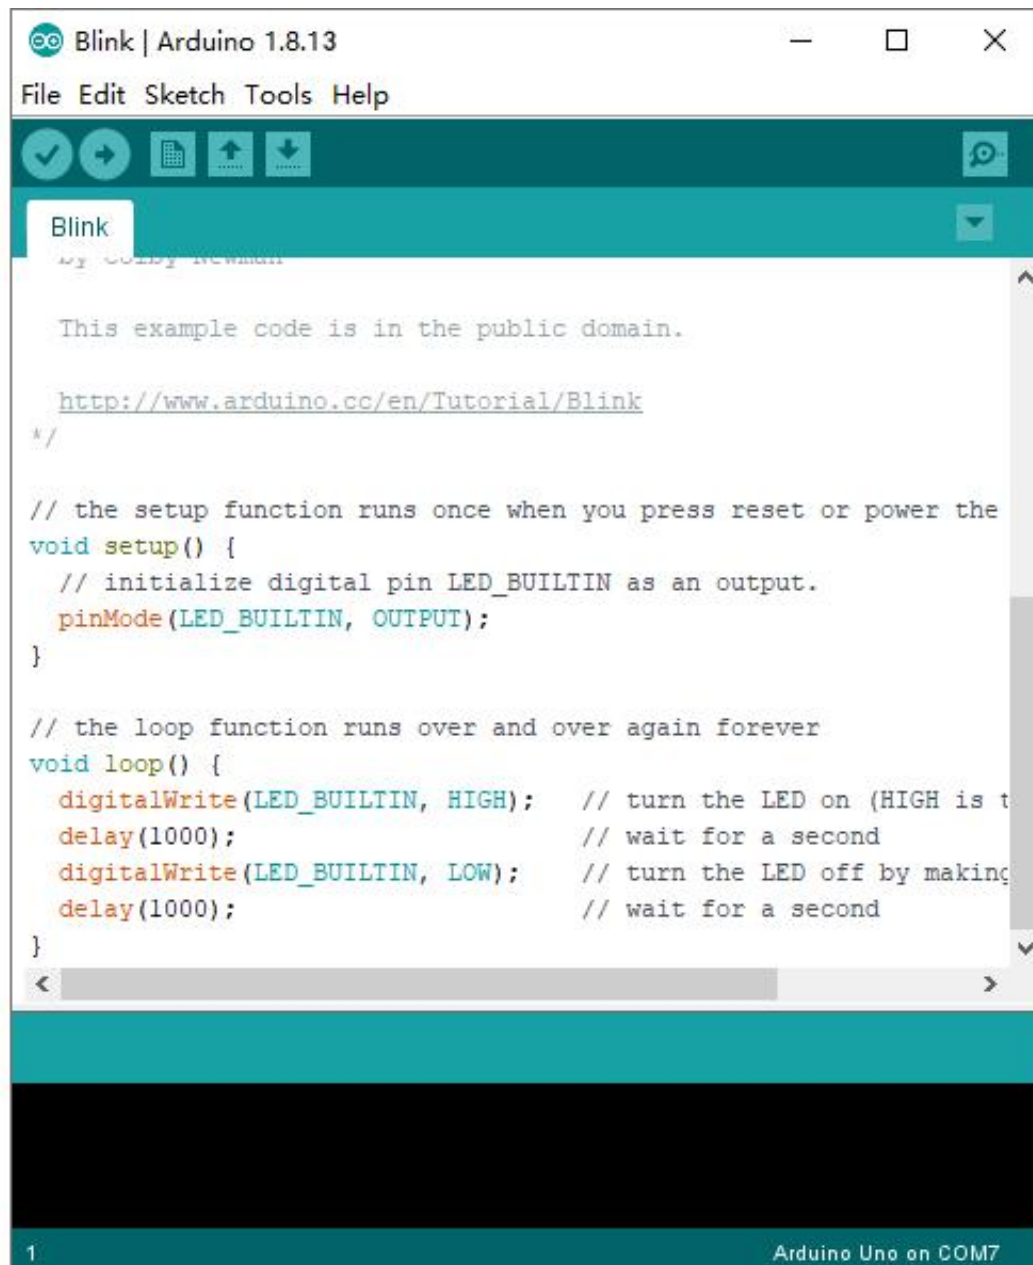 Blink | Arduino 1.8.13
File Edit Sketch Tools Help
Blink
by Colby Newman
This example code is in the public domain.
http://www.arduino.cc/en/Tutorial/Blink
*/
// the setup function runs once when you press reset or power the
void setup() {
// initialize digital pin LED_BUILTIN as an output.
pinMode(LED_BUILTIN, OUTPUT);
}
// the loop function runs over and over again forever
void loop() {
digitalWrite(LED_BUILTIN, HIGH);   // turn the LED on (HIGH is t
delay(1000);                       // wait for a second
digitalWrite(LED_BUILTIN, LOW);    // turn the LED off by making
delay(1000);                       // wait for a second
}
1
Arduino Uno on COM7